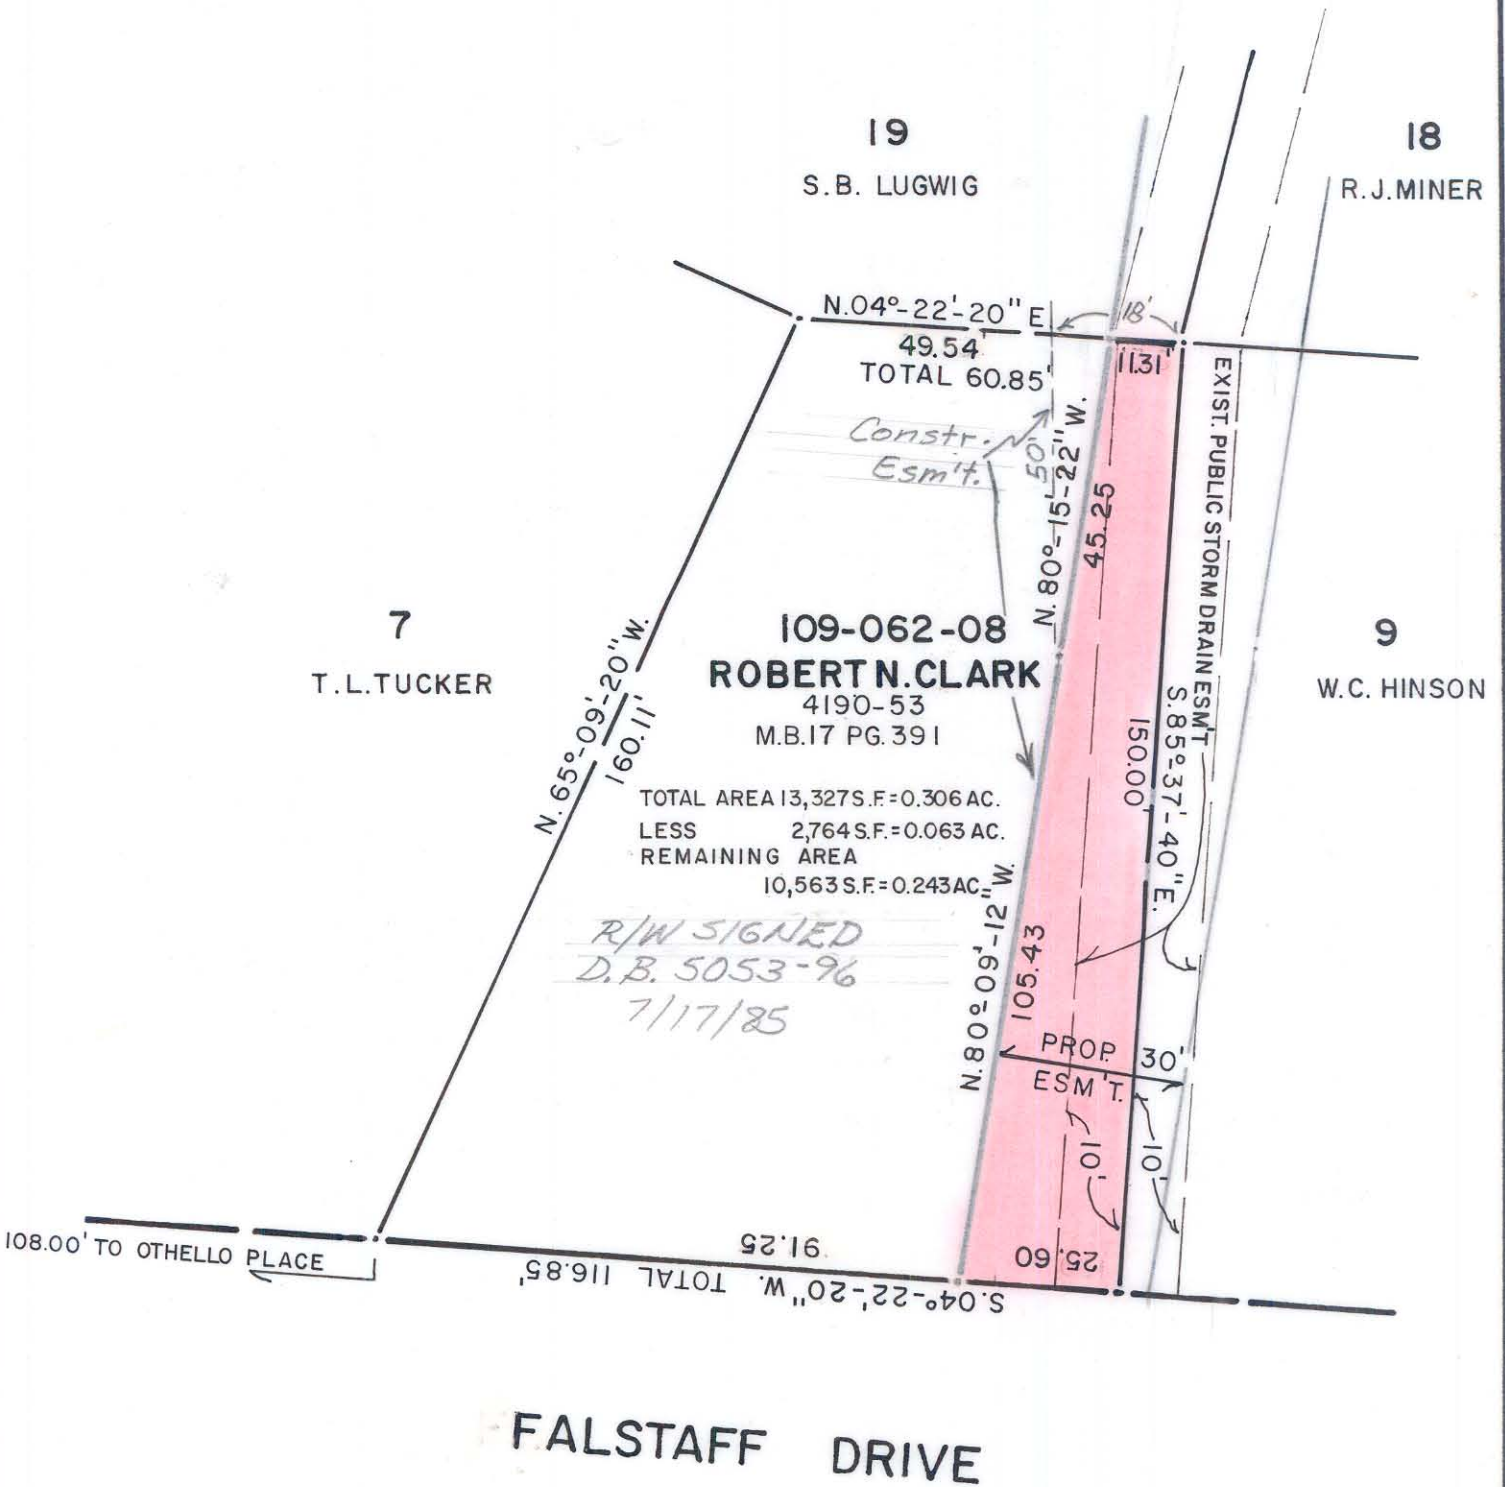 19
S.B. LUGWIG
18
R.J. MINER
N.04°-22'-20" E
18'
49.54'
TOTAL 60.85'
11.31'
Constr.
Esm't.
50'
N. 80°-15'-22" W.
45.25
EXIST. PUBLIC STORM DRAIN ESM'T
7
T.L. TUCKER
N. 65°-09'-20" W.
160.11'
109-062-08
ROBERT N. CLARK
4190-53
M.B.17 PG. 391
9
W.C. HINSON
S. 85°-37'-40" E.
150.00'
TOTAL AREA 13,327 S.F. = 0.306 AC.
LESS 2,764 S.F. = 0.063 AC.
REMAINING AREA
10,563 S.F. = 0.243 AC.
R/W SIGNED
D.B. 5053-96
7/17/85
N. 80°-09'-12" W.
105.43
PROP. 30'
ESM'T.
10'
10'
108.00' TO OTHELLO PLACE
91.25
25.60
S.04°-22'-20" W. TOTAL 116.85'
FALSTAFF DRIVE